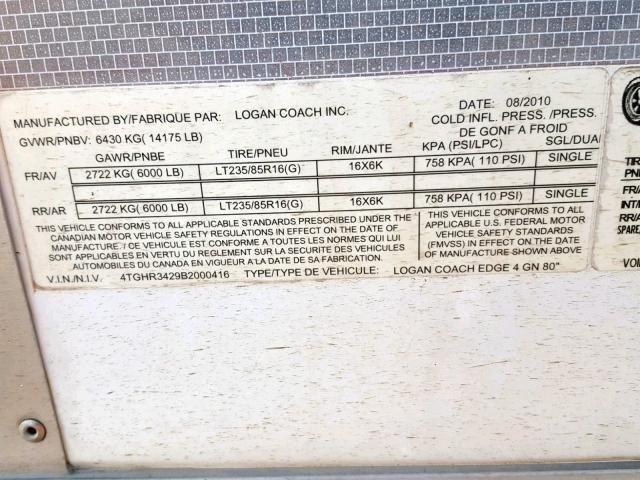 MANUFACTURED BY/FABRIQUE PAR: LOGAN COACH INC. DATE: 08/2010
GVWR/PNBV: 6430 KG( 14175 LB) COLD INFL. PRESS. /PRESS. DE GONF A FROID
GAWR/PNBE TIRE/PNEU RIM/JANTE KPA (PSI/LPC) SGL/DUAL
FR/AV 2722 KG( 6000 LB) LT235/85R16(G) 16X6K 758 KPA( 110 PSI) SINGLE
RR/AR 2722 KG( 6000 LB) LT235/85R16(G) 16X6K 758 KPA( 110 PSI) SINGLE
THIS VEHICLE CONFORMS TO ALL APPLICABLE STANDARDS PRESCRIBED UNDER THE
CANADIAN MOTOR VEHICLE SAFETY REGULATIONS IN EFFECT ON THE DATE OF
MANUFACTURE. / CE VEHICULE EST CONFORME A TOUTES LES NORMES QUI LUI
SONT APPLICABLES EN VERTU DU REGLEMENT SUR LA SECURITE DES VEHICULES
AUTOMOBILES DU CANADA EN VIGUEUR A LA DATE DE SA FABRICATION.
THIS VEHICLE CONFORMS TO ALL
APPLICABLE U.S. FEDERAL MOTOR
VEHICLE SAFETY STANDARDS
(FMVSS) IN EFFECT ON THE DATE
OF MANUFACTURE
V.I.N./N.I.V. 4TGHR3429B2000416 TYPE/TYPE DE VEHICULE: LOGAN COACH EDGE 4 GN 80"
TIR
PNE
FR/
INT/
RR/
SPARE
VOI